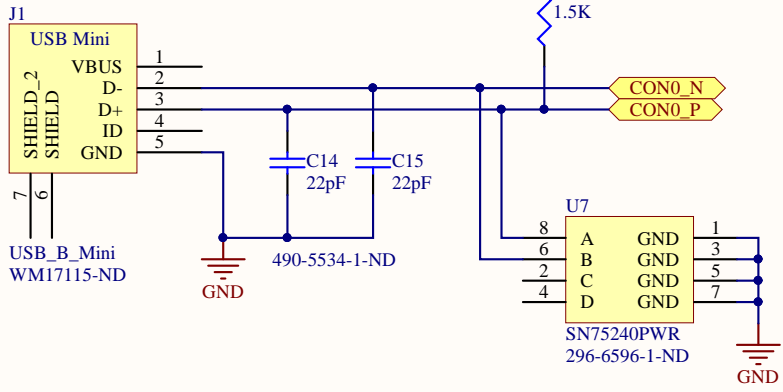 J1
USB Mini
1.5K
VBUS 1
D- 2
D+ 3
ID 4
GND 5
SHIELD_2
SHIELD
7
6
CON0_N
CON0_P
C14
22pF
C15
22pF
USB_B_Mini
WM17115-ND
GND
490-5534-1-ND
U7
8 A GND 1
6 B GND 3
2 C GND 5
4 D GND 7
SN75240PWR
296-6596-1-ND
GND